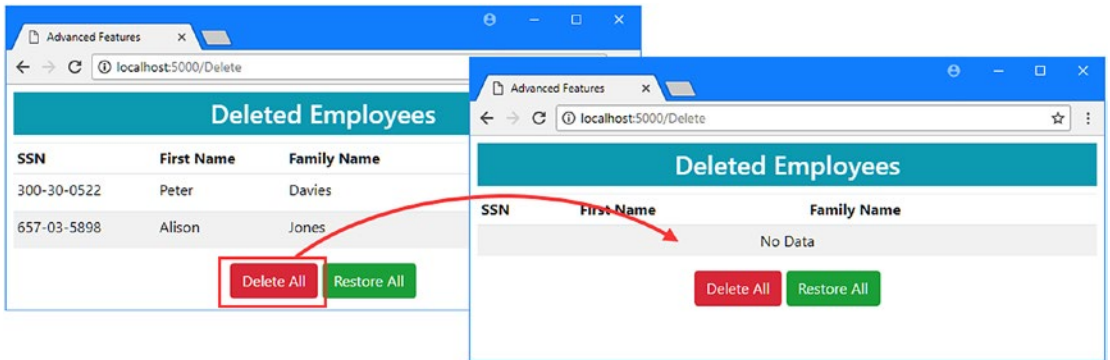 Advanced Features
localhost:5000/Delete
Deleted Employees
SSN First Name Family Name
300-30-0522 Peter Davies
657-03-5898 Alison Jones
Delete All Restore All
Advanced Features
localhost:5000/Delete
Deleted Employees
SSN First Name Family Name
No Data
Delete All Restore All